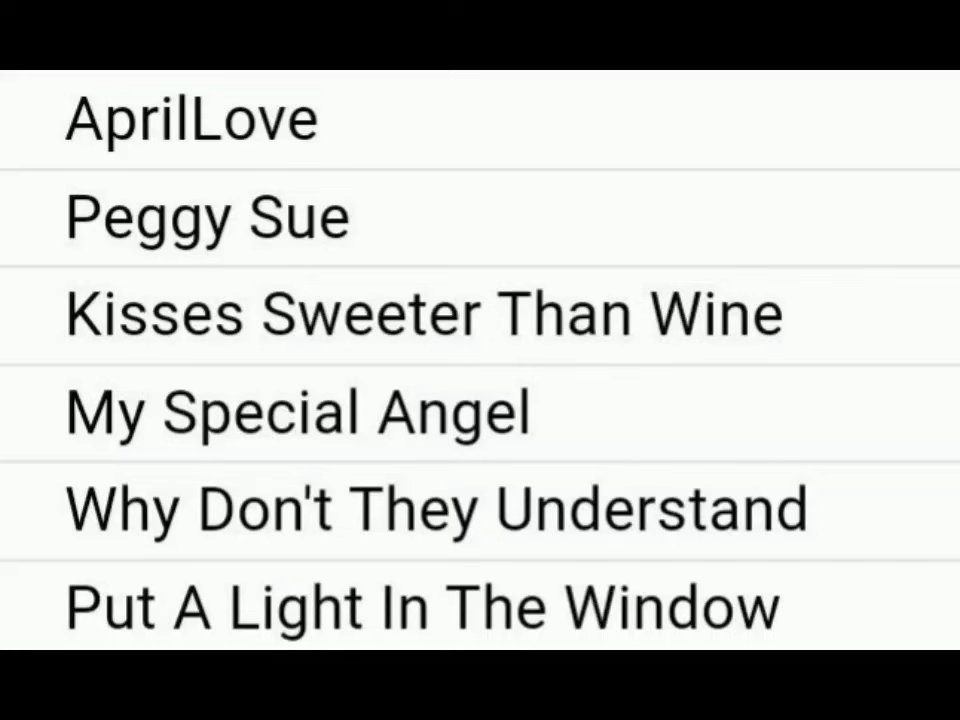 AprilLove
Peggy Sue
Kisses Sweeter Than Wine
My Special Angel
Why Don't They Understand
Put A Light In The Window